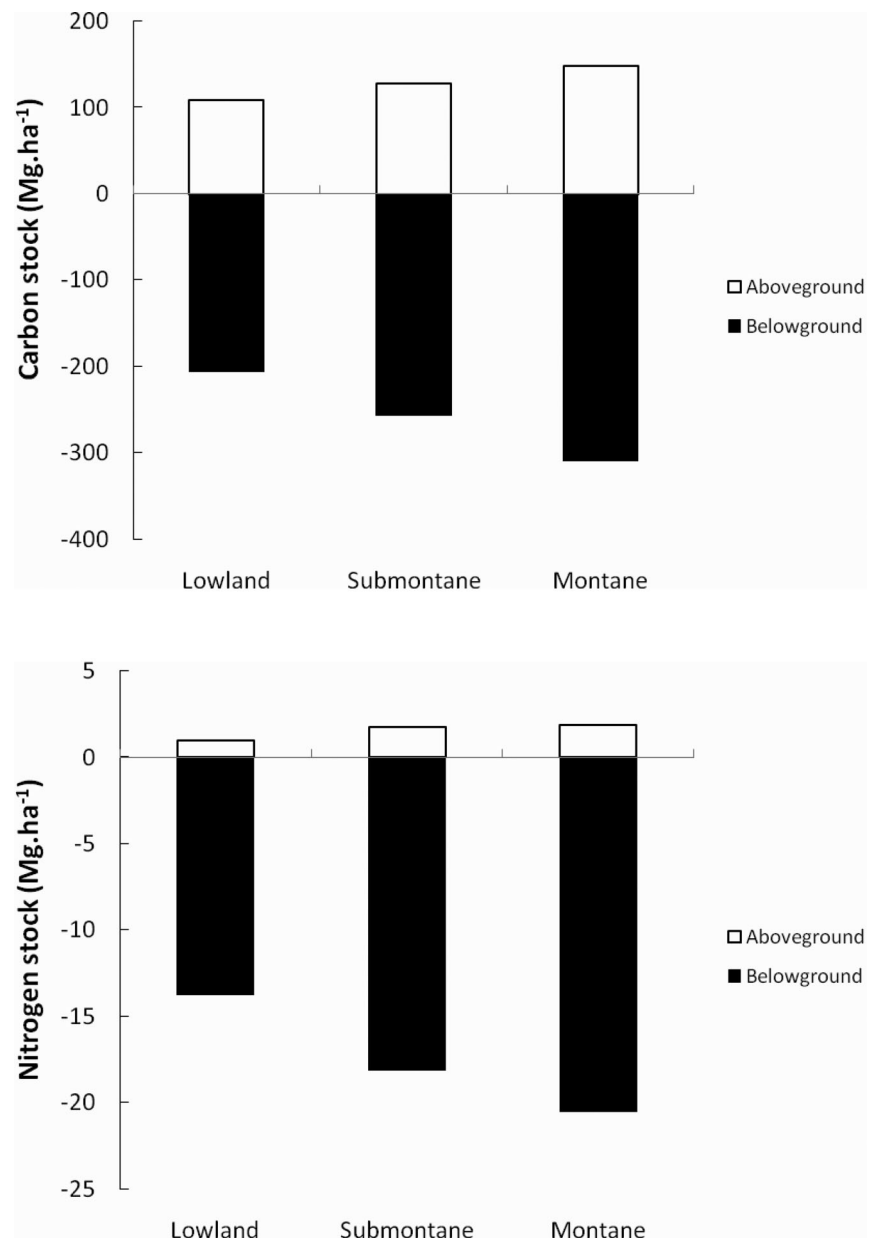 200
100
0
-100
-200
-300
-400
Carbon stock (Mg.ha-1)
Aboveground
Belowground
Lowland Submontane Montane
5
0
-5
-10
-15
-20
-25
Nitrogen stock (Mg.ha-1)
Aboveground
Belowground
Lowland Submontane Montane